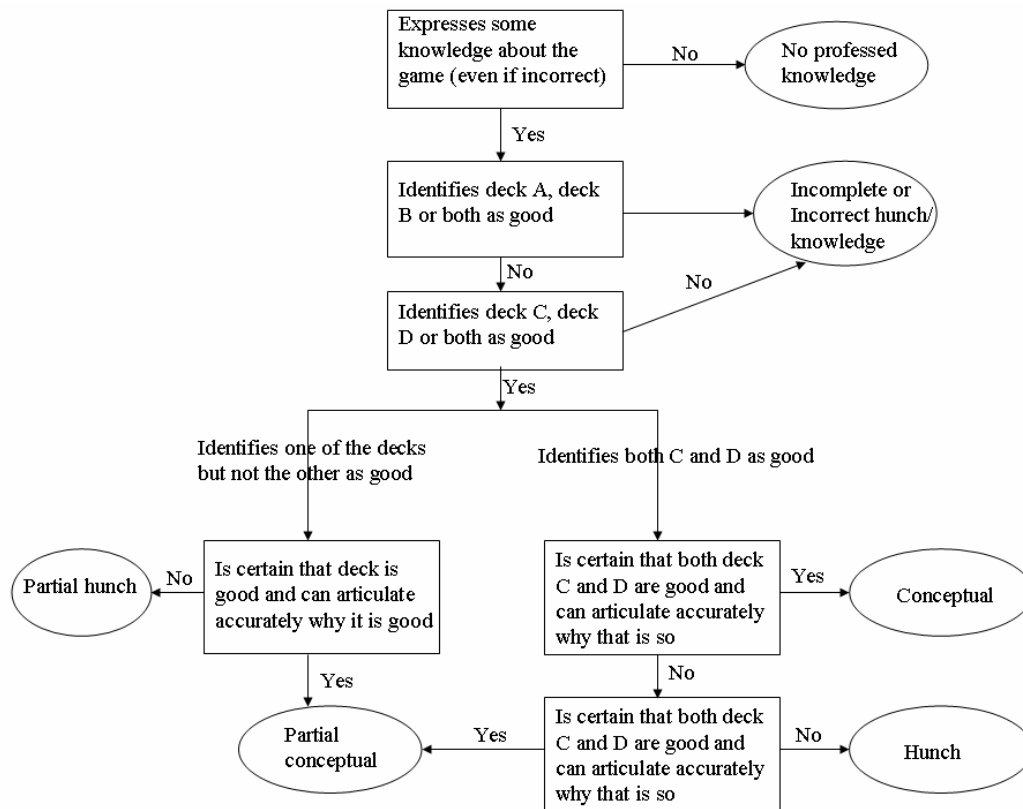 Expresses some
knowledge about the
game (even if incorrect)
No
No professed
knowledge
Yes
Identifies deck A, deck
B or both as good
Incomplete or
Incorrect hunch/
knowledge
No
No
Identifies deck C, deck
D or both as good
Yes
Identifies one of the decks
but not the other as good
Identifies both C and D as good
Partial hunch
No
Is certain that deck is
good and can articulate
accurately why it is good
Is certain that both deck
C and D are good and
can articulate accurately
why that is so
Yes
Conceptual
Yes
No
Partial
conceptual
Yes
Is certain that both deck
C and D are good and
can articulate accurately
why that is so
No
Hunch